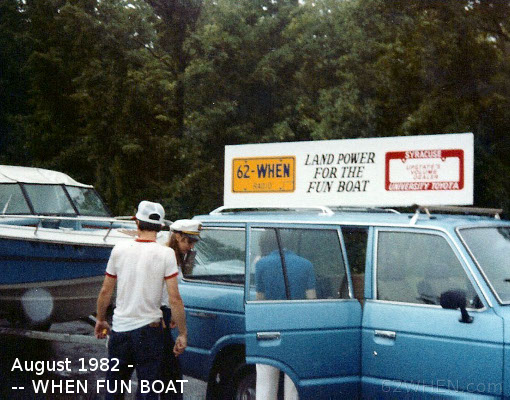 62-WHEN
RADIO
LAND POWER
FOR THE
FUN BOAT
SYRACUSE
UPSTATE'S
VOLUME
DEALER
UNIVERSITY TOYOTA
August 1982 -
-- WHEN FUN BOAT
62WHEN.com